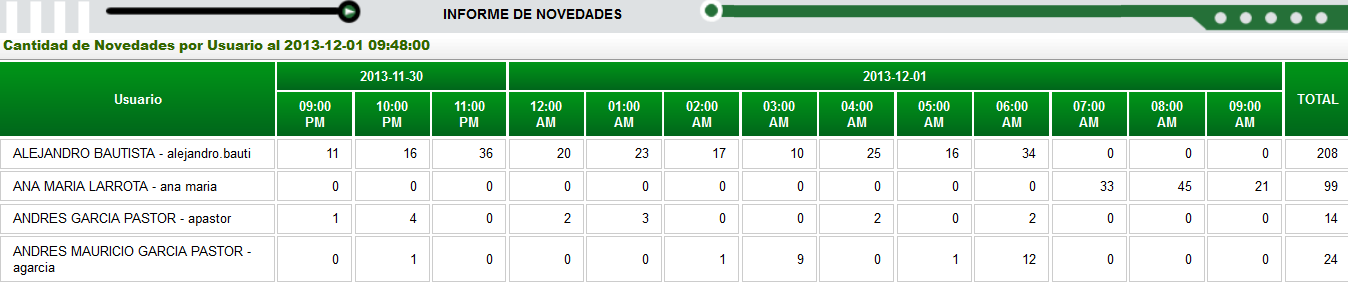 INFORME DE NOVEDADES
Cantidad de Novedades por Usuario al 2013-12-01 09:48:00
Usuario 2013-11-30 2013-12-01 TOTAL
09:00 PM 10:00 PM 11:00 PM 12:00 AM 01:00 AM 02:00 AM 03:00 AM 04:00 AM 05:00 AM 06:00 AM 07:00 AM 08:00 AM 09:00 AM
ALEJANDRO BAUTISTA - alejandro.bauti 11 16 36 20 23 17 10 25 16 34 0 0 0 208
ANA MARIA LARROTA - ana maria 0 0 0 0 0 0 0 0 0 0 33 45 21 99
ANDRES GARCIA PASTOR - apastor 1 4 0 2 3 0 0 2 0 2 0 0 0 14
ANDRES MAURICIO GARCIA PASTOR -
agarcia 0 1 0 0 0 1 9 0 1 12 0 0 0 24